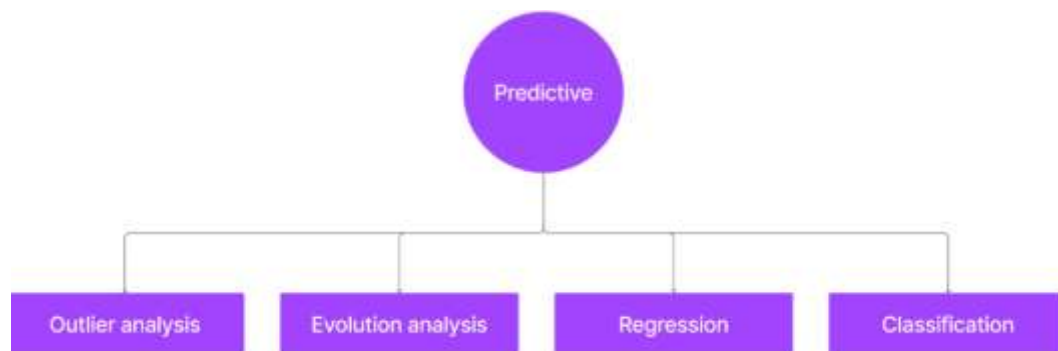 Predictive
Outlier analysis
Evolution analysis
Regression
Classification